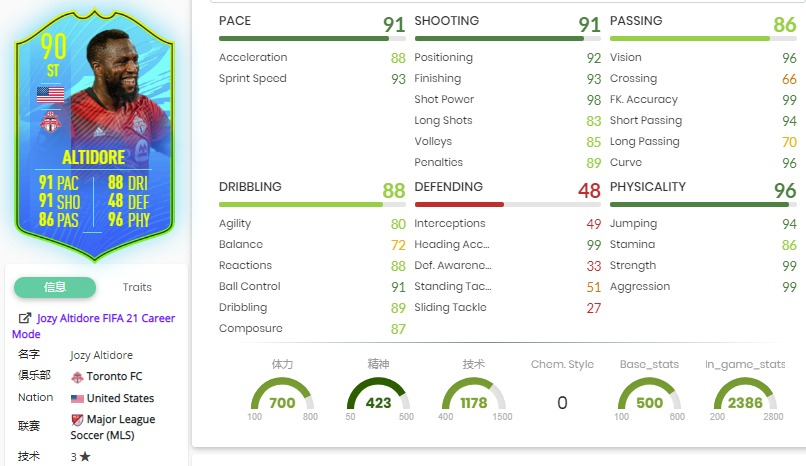 90
ST
ALTIDORE
91 PAC 88 DRI
91 SHO 48 DEF
86 PAS 96 PHY
信息 Traits
Jozy Altidore FIFA 21 Career
Mode
名字 Jozy Altidore
俱乐部 Toronto FC
Nation United States
联赛 Major League
Soccer (MLS)
技术 3 ★
PACE 91
Acceleration 88
Sprint Speed 93
SHOOTING 91
Positioning 92
Finishing 93
Shot Power 98
Long Shots 83
Volleys 85
Penalties 89
PASSING 86
Vision 96
Crossing 66
FK. Accuracy 99
Short Passing 94
Long Passing 70
Curve 96
DRIBBLING 88
Agility 80
Balance 72
Reactions 88
Ball Control 91
Dribbling 89
Composure 87
DEFENDING 48
Interceptions 49
Heading Acc... 99
Def. Awarene... 33
Standing Tac... 51
Sliding Tackle 27
PHYSICALITY 96
Jumping 94
Stamina 86
Strength 99
Aggression 99
体力
700
100 800
精神
423
50 500
技术
1178
400 1500
Chem. Style
0
Base_stats
500
100 600
In_game_stats
2386
200 2800